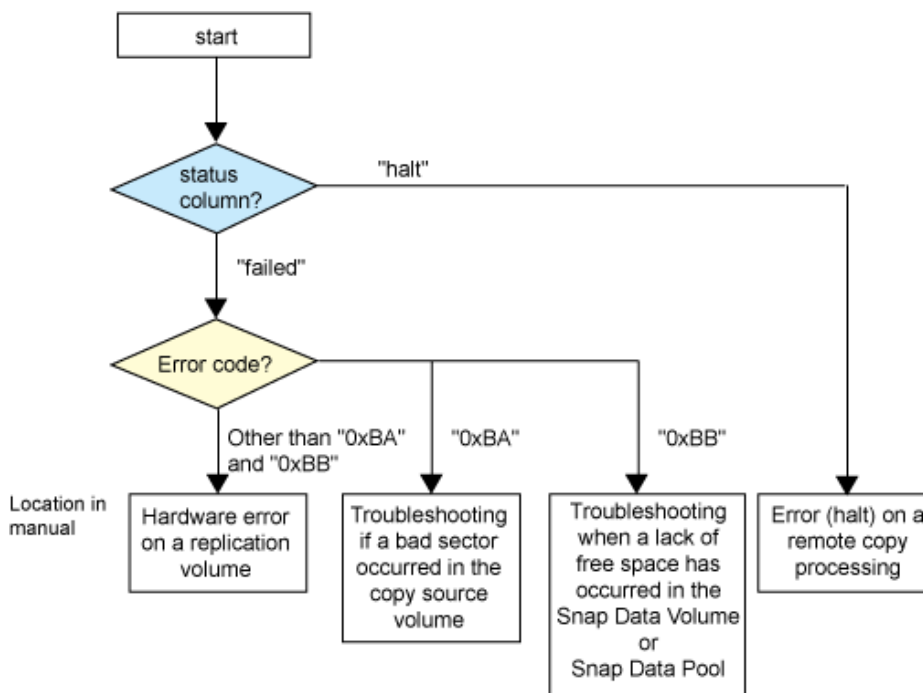 start
status
column?
"halt"
"failed"
Error code?
Other than "0xBA"
and "0xBB"
"0xBA"
"0xBB"
Location in
manual
Hardware error
on a replication
volume
Troubleshooting
if a bad sector
occurred in the
copy source
volume
Troubleshooting
when a lack of
free space has
occurred in the
Snap Data Volume
or
Snap Data Pool
Error (halt) on a
remote copy
processing